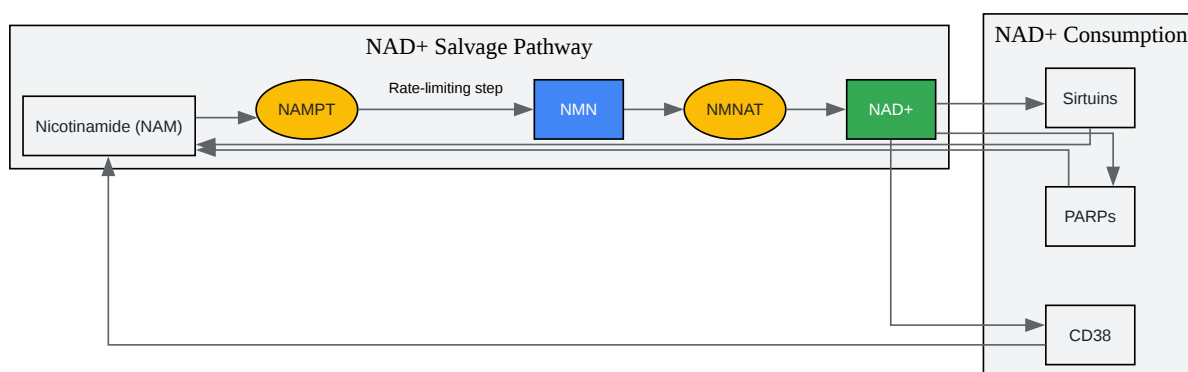 NAD+ Salvage Pathway
NAD+ Consumption
Nicotinamide (NAM)
NAMPT
Rate-limiting step
NMN
NMNAT
NAD+
Sirtuins
PARPs
CD38